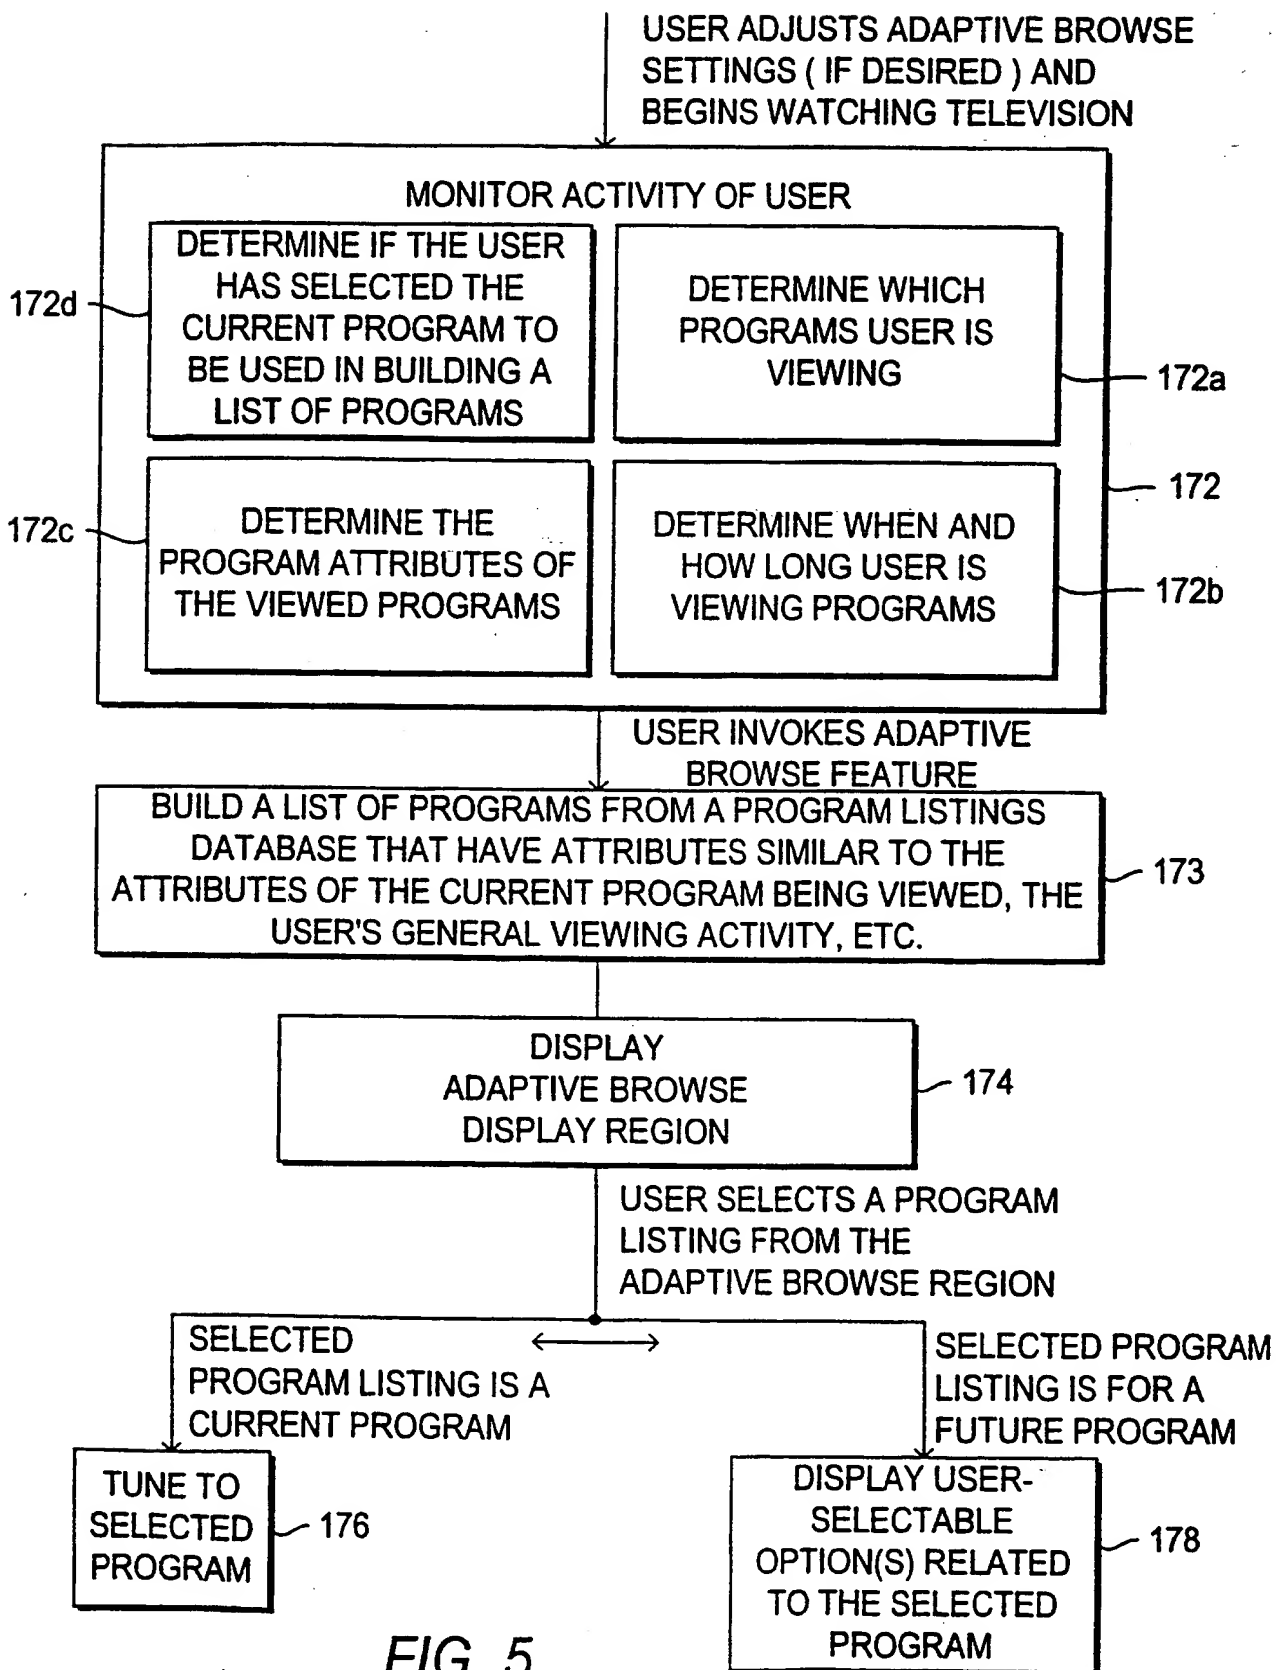 USER ADJUSTS ADAPTIVE BROWSE
SETTINGS ( IF DESIRED ) AND
BEGINS WATCHING TELEVISION
MONITOR ACTIVITY OF USER
172d
DETERMINE IF THE USER
HAS SELECTED THE
CURRENT PROGRAM TO
BE USED IN BUILDING A
LIST OF PROGRAMS
DETERMINE WHICH
PROGRAMS USER IS
VIEWING
172a
172c
DETERMINE THE
PROGRAM ATTRIBUTES OF
THE VIEWED PROGRAMS
DETERMINE WHEN AND
HOW LONG USER IS
VIEWING PROGRAMS
172
172b
USER INVOKES ADAPTIVE
BROWSE FEATURE
BUILD A LIST OF PROGRAMS FROM A PROGRAM LISTINGS
DATABASE THAT HAVE ATTRIBUTES SIMILAR TO THE
ATTRIBUTES OF THE CURRENT PROGRAM BEING VIEWED, THE
USER'S GENERAL VIEWING ACTIVITY, ETC.
173
DISPLAY
ADAPTIVE BROWSE
DISPLAY REGION
174
USER SELECTS A PROGRAM
LISTING FROM THE
ADAPTIVE BROWSE REGION
SELECTED
PROGRAM LISTING IS A
CURRENT PROGRAM
SELECTED PROGRAM
LISTING IS FOR A
FUTURE PROGRAM
TUNE TO
SELECTED
PROGRAM
176
DISPLAY USER-
SELECTABLE
OPTION(S) RELATED
TO THE SELECTED
PROGRAM
178
FIG. 5